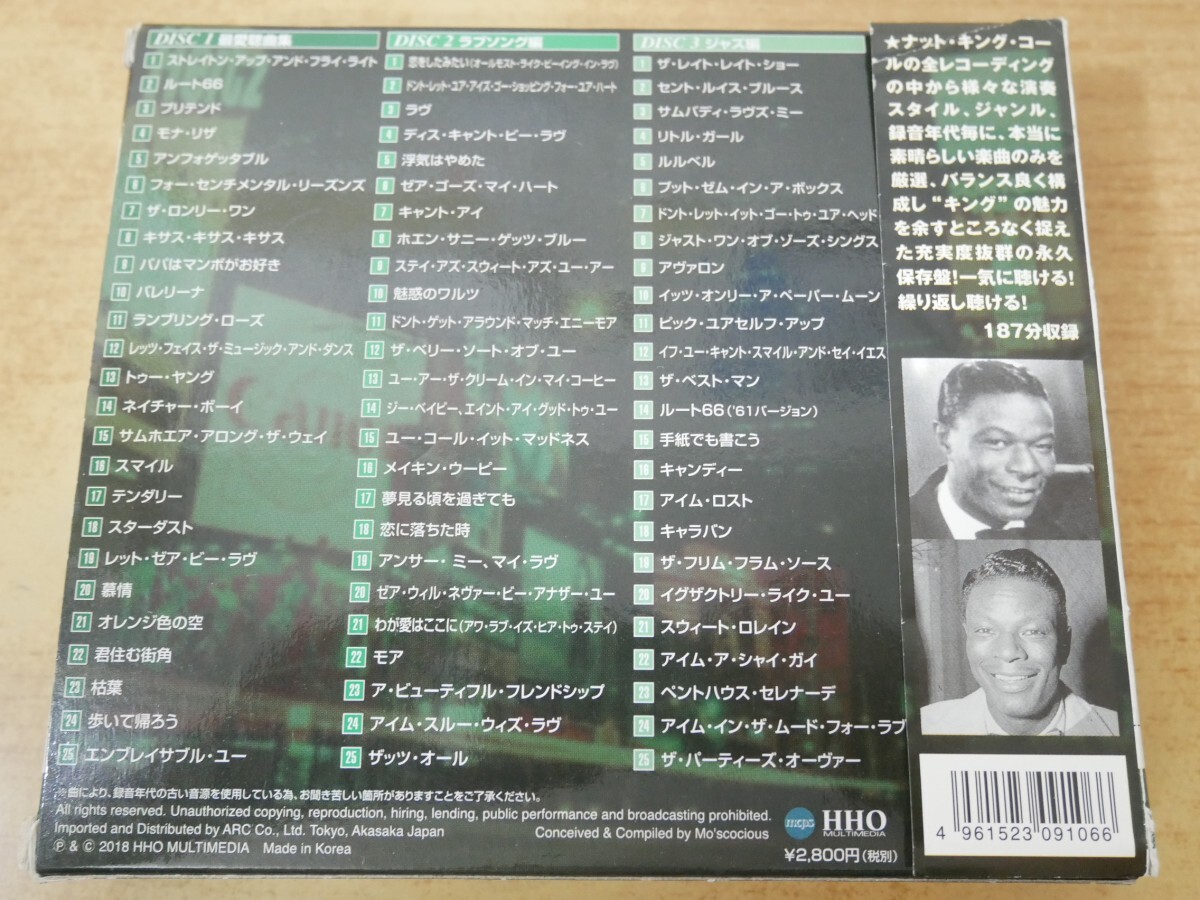 DISC 1 最愛聴曲集
1 ストレイトン・アップ・アンド・フライ・ライト
2 ルート66
3 プリテンド
4 モナ・リザ
5 アンフォゲッタブル
6 フォー・センチメンタル・リーズンズ
7 ザ・ロンリー・ワン
8 キサス・キサス・キサス
9 パパはマンボがお好き
10 バレリーナ
11 ランブリング・ローズ
12 レッツ・フェイス・ザ・ミュージック・アンド・ダンス
13 トゥー・ヤング
14 ネイチャー・ボーイ
15 サムホエア・アロング・ザ・ウェイ
16 スマイル
17 テンダリー
18 スターダスト
19 レット・ゼア・ビー・ラヴ
20 慕情
21 オレンジ色の空
22 君住む街角
23 枯葉
24 歩いて帰ろう
25 エンブレイサブル・ユー
DISC 2 ラブソング編
1 恋をしたみたい(オールモスト・ライク・ビーイング・イン・ラヴ)
2 ドント・レット・ユア・アイズ・ゴー・ショッピング・フォー・ユア・ハート
3 ラヴ
4 ディス・キャント・ビー・ラヴ
5 浮気はやめた
6 ゼア・ゴーズ・マイ・ハート
7 キャント・アイ
8 ホエン・サニー・ゲッツ・ブルー
9 ステイ・アズ・スウィート・アズ・ユー・アー
10 魅惑のワルツ
11 ドント・ゲット・アラウンド・マッチ・エニーモア
12 ザ・ベリー・ソート・オブ・ユー
13 ユー・アー・ザ・クリーム・イン・マイ・コーヒー
14 ジー・ベイビー、エイント・アイ・グッド・トゥ・ユー
15 ユー・コール・イット・マッドネス
16 メイキン・ウーピー
17 夢見る頃を過ぎても
18 恋に落ちた時
19 アンサー・ミー、マイ・ラヴ
20 ゼア・ウィル・ネヴァー・ビー・アナザー・ユー
21 わが愛はここに(アワ・ラブ・イズ・ヒア・トゥ・ステイ)
22 モア
23 ア・ビューティフル・フレンドシップ
24 アイム・スルー・ウィズ・ラヴ
25 ザッツ・オール
DISC 3 ジャズ編
1 ザ・レイト・レイト・ショー
2 セント・ルイス・ブルース
3 サムバディ・ラヴズ・ミー
4 リトル・ガール
5 ルルベル
6 プット・ゼム・イン・ア・ボックス
7 ドント・レット・イット・ゴー・トゥ・ユア・ヘッド
8 ジャスト・ワン・オブ・ゾーズ・シングス
9 アヴァロン
10 イッツ・オンリー・ア・ペーパー・ムーン
11 ピック・ユアセルフ・アップ
12 イフ・ユー・キャント・スマイル・アンド・セイ・イエス
13 ザ・ベスト・マン
14 ルート66('61バージョン)
15 手紙でも書こう
16 キャンディー
17 アイム・ロスト
18 キャラバン
19 ザ・フリム・フラム・ソース
20 イグザクトリー・ライク・ユー
21 スウィート・ロレイン
22 アイム・ア・シャイ・ガイ
23 ペントハウス・セレナーデ
24 アイム・イン・ザ・ムード・フォー・ラブ
25 ザ・パーティーズ・オーヴァー
★ナット・キング・コー
ルの全レコーディング
の中から様々な演奏
スタイル、ジャンル、
録音年代毎に、本当に
素晴らしい楽曲のみを
厳選、バランス良く構
成し"キング"の魅力
を余すところなく捉え
た充実度抜群の永久
保存盤!一気に聴ける!
繰り返し聴ける!
187分収録
※曲により、録音年代の古い音源を使用している為、お聞き苦しい箇所がありますことをご了承ください。
All rights reserved. Unauthorized copying, reproduction, hiring, lending, public performance and broadcasting prohibited.
Imported and Distributed by ARC Co., Ltd. Tokyo, Akasaka Japan
Conceived & Compiled by Mo'scocious
Ⓟ & © 2018 HHO MULTIMEDIA Made in Korea
mcps
HHO
MULTIMEDIA
¥2,800円(税別)
4 961523 091066